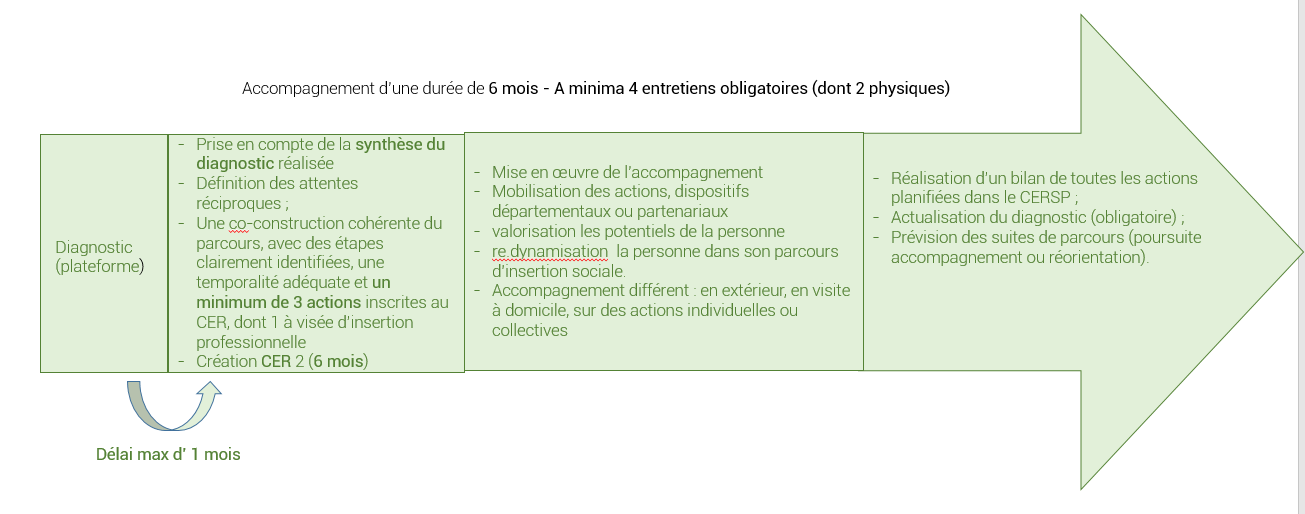 Accompagnement d'une durée de 6 mois - A minima 4 entretiens obligatoires (dont 2 physiques)
Diagnostic
(plateforme)
- Prise en compte de la synthèse du
diagnostic réalisée
- Définition des attentes
réciproques ;
- Une co-construction cohérente du
parcours, avec des étapes
clairement identifiées, une
temporalité adéquate et un
minimum de 3 actions inscrites au
CER, dont 1 à visée d'insertion
professionnelle
- Création CER 2 (6 mois)
- Mise en œuvre de l'accompagnement
- Mobilisation des actions, dispositifs
départementaux ou partenariaux
- valorisation les potentiels de la personne
- re.dynamisation  la personne dans son parcours
d'insertion sociale.
- Accompagnement différent : en extérieur, en visite
à domicile, sur des actions individuelles ou
collectives
- Réalisation d'un bilan de toutes les actions
planifiées dans le CERSP ;
- Actualisation du diagnostic (obligatoire) ;
- Prévision des suites de parcours (poursuite
accompagnement ou réorientation).
Délai max d' 1 mois